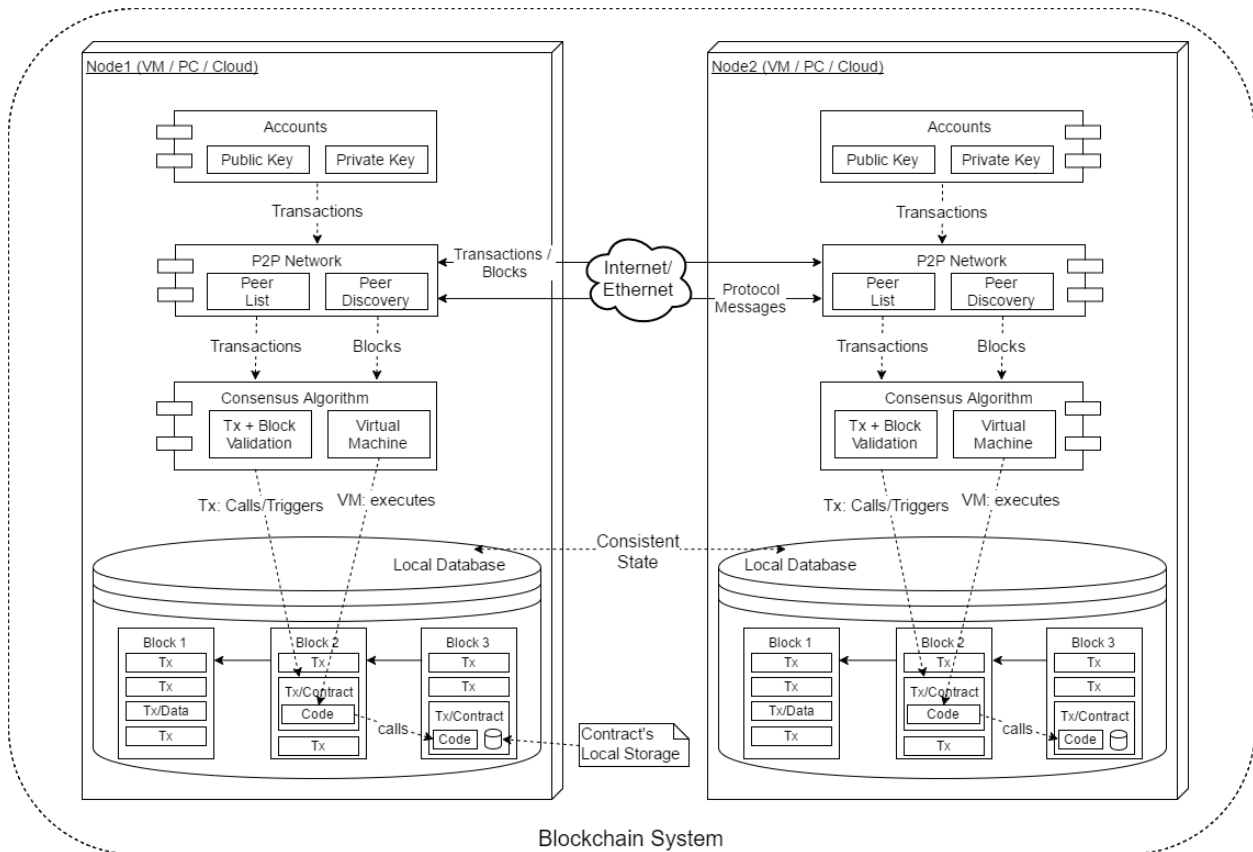 Node1 (VM / PC / Cloud)
Accounts
Public Key
Private Key
Transactions
P2P Network
Peer
List
Peer
Discovery
Transactions
Blocks
Consensus Algorithm
Tx + Block
Validation
Virtual
Machine
Tx: Calls/Triggers
VM: executes
Local Database
Block 1
Tx
Tx
Tx/Data
Tx
Block 2
Tx
Tx/Contract
Code
Tx
calls
Block 3
Tx
Tx
Tx/Contract
Code
Transactions /
Blocks
Internet/
Ethernet
Protocol
Messages
Consistent
State
Contract's
Local Storage
Node2 (VM / PC / Cloud)
Accounts
Public Key
Private Key
Transactions
P2P Network
Peer
List
Peer
Discovery
Transactions
Blocks
Consensus Algorithm
Tx + Block
Validation
Virtual
Machine
Tx: Calls/Triggers
VM: executes
Local Database
Block 1
Tx
Tx
Tx/Data
Tx
Block 2
Tx
Tx/Contract
Code
Tx
calls
Block 3
Tx
Tx
Tx/Contract
Code
Blockchain System